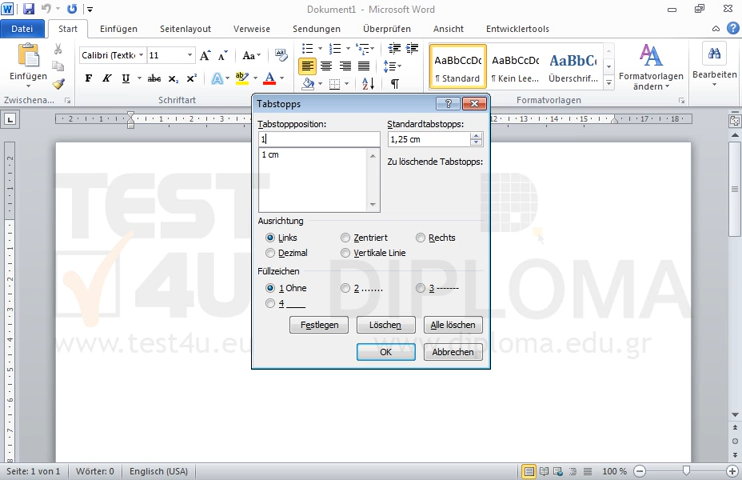 Dokument1 - Microsoft Word
Datei Start Einfügen Seitenlayout Verweise Sendungen Überprüfen Ansicht Entwicklertools
Calibri (Textk 11
Einfügen
F K U abc x₂ x²
AaBbCcDc AaBbCcDc AaBbCc
Standard Kein Lee... Überschrif...
Formatvorlagen ändern
Bearbeiten
Zwischena... Schriftart Formatvorlagen
Tabstopps
Tabstoppposition: Standardtabstopps:
1 1,25 cm
1 cm Zu löschende Tabstopps:
Ausrichtung
Links Zentriert Rechts
Dezimal Vertikale Linie
Füllzeichen
1 Ohne 2 ....... 3 -------
4 ____
Festlegen Löschen Alle löschen
OK Abbrechen
TEST 4U DIPLOMA
www.test4u.eu www.diploma.edu.gr
Seite: 1 von 1 Wörter: 0 Englisch (USA) 100 %